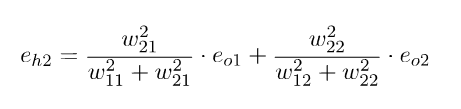 $e_{h2} = \frac{w_{21}^2}{w_{11}^2 + w_{21}^2} \cdot e_{o1} + \frac{w_{22}^2}{w_{12}^2 + w_{22}^2} \cdot e_{o2}$